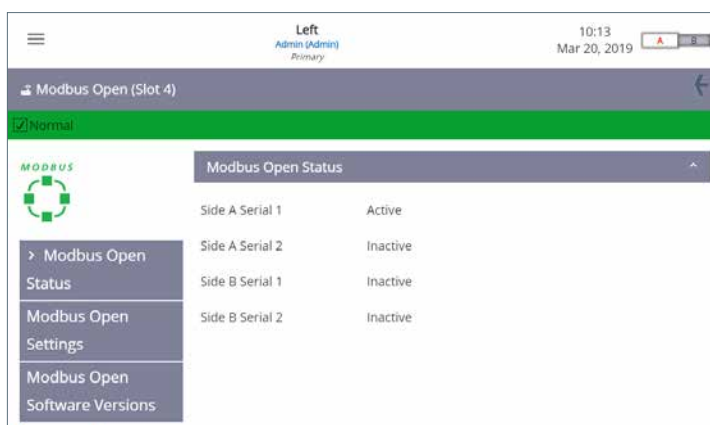 Left
Admin (Admin)
Primary
10:13
Mar 20, 2019
A B
Modbus Open (Slot 4)
Normal
MODBUS
Modbus Open Status
Side A Serial 1 Active
Side A Serial 2 Inactive
Side B Serial 1 Inactive
Side B Serial 2 Inactive
> Modbus Open
Status
Modbus Open
Settings
Modbus Open
Software Versions